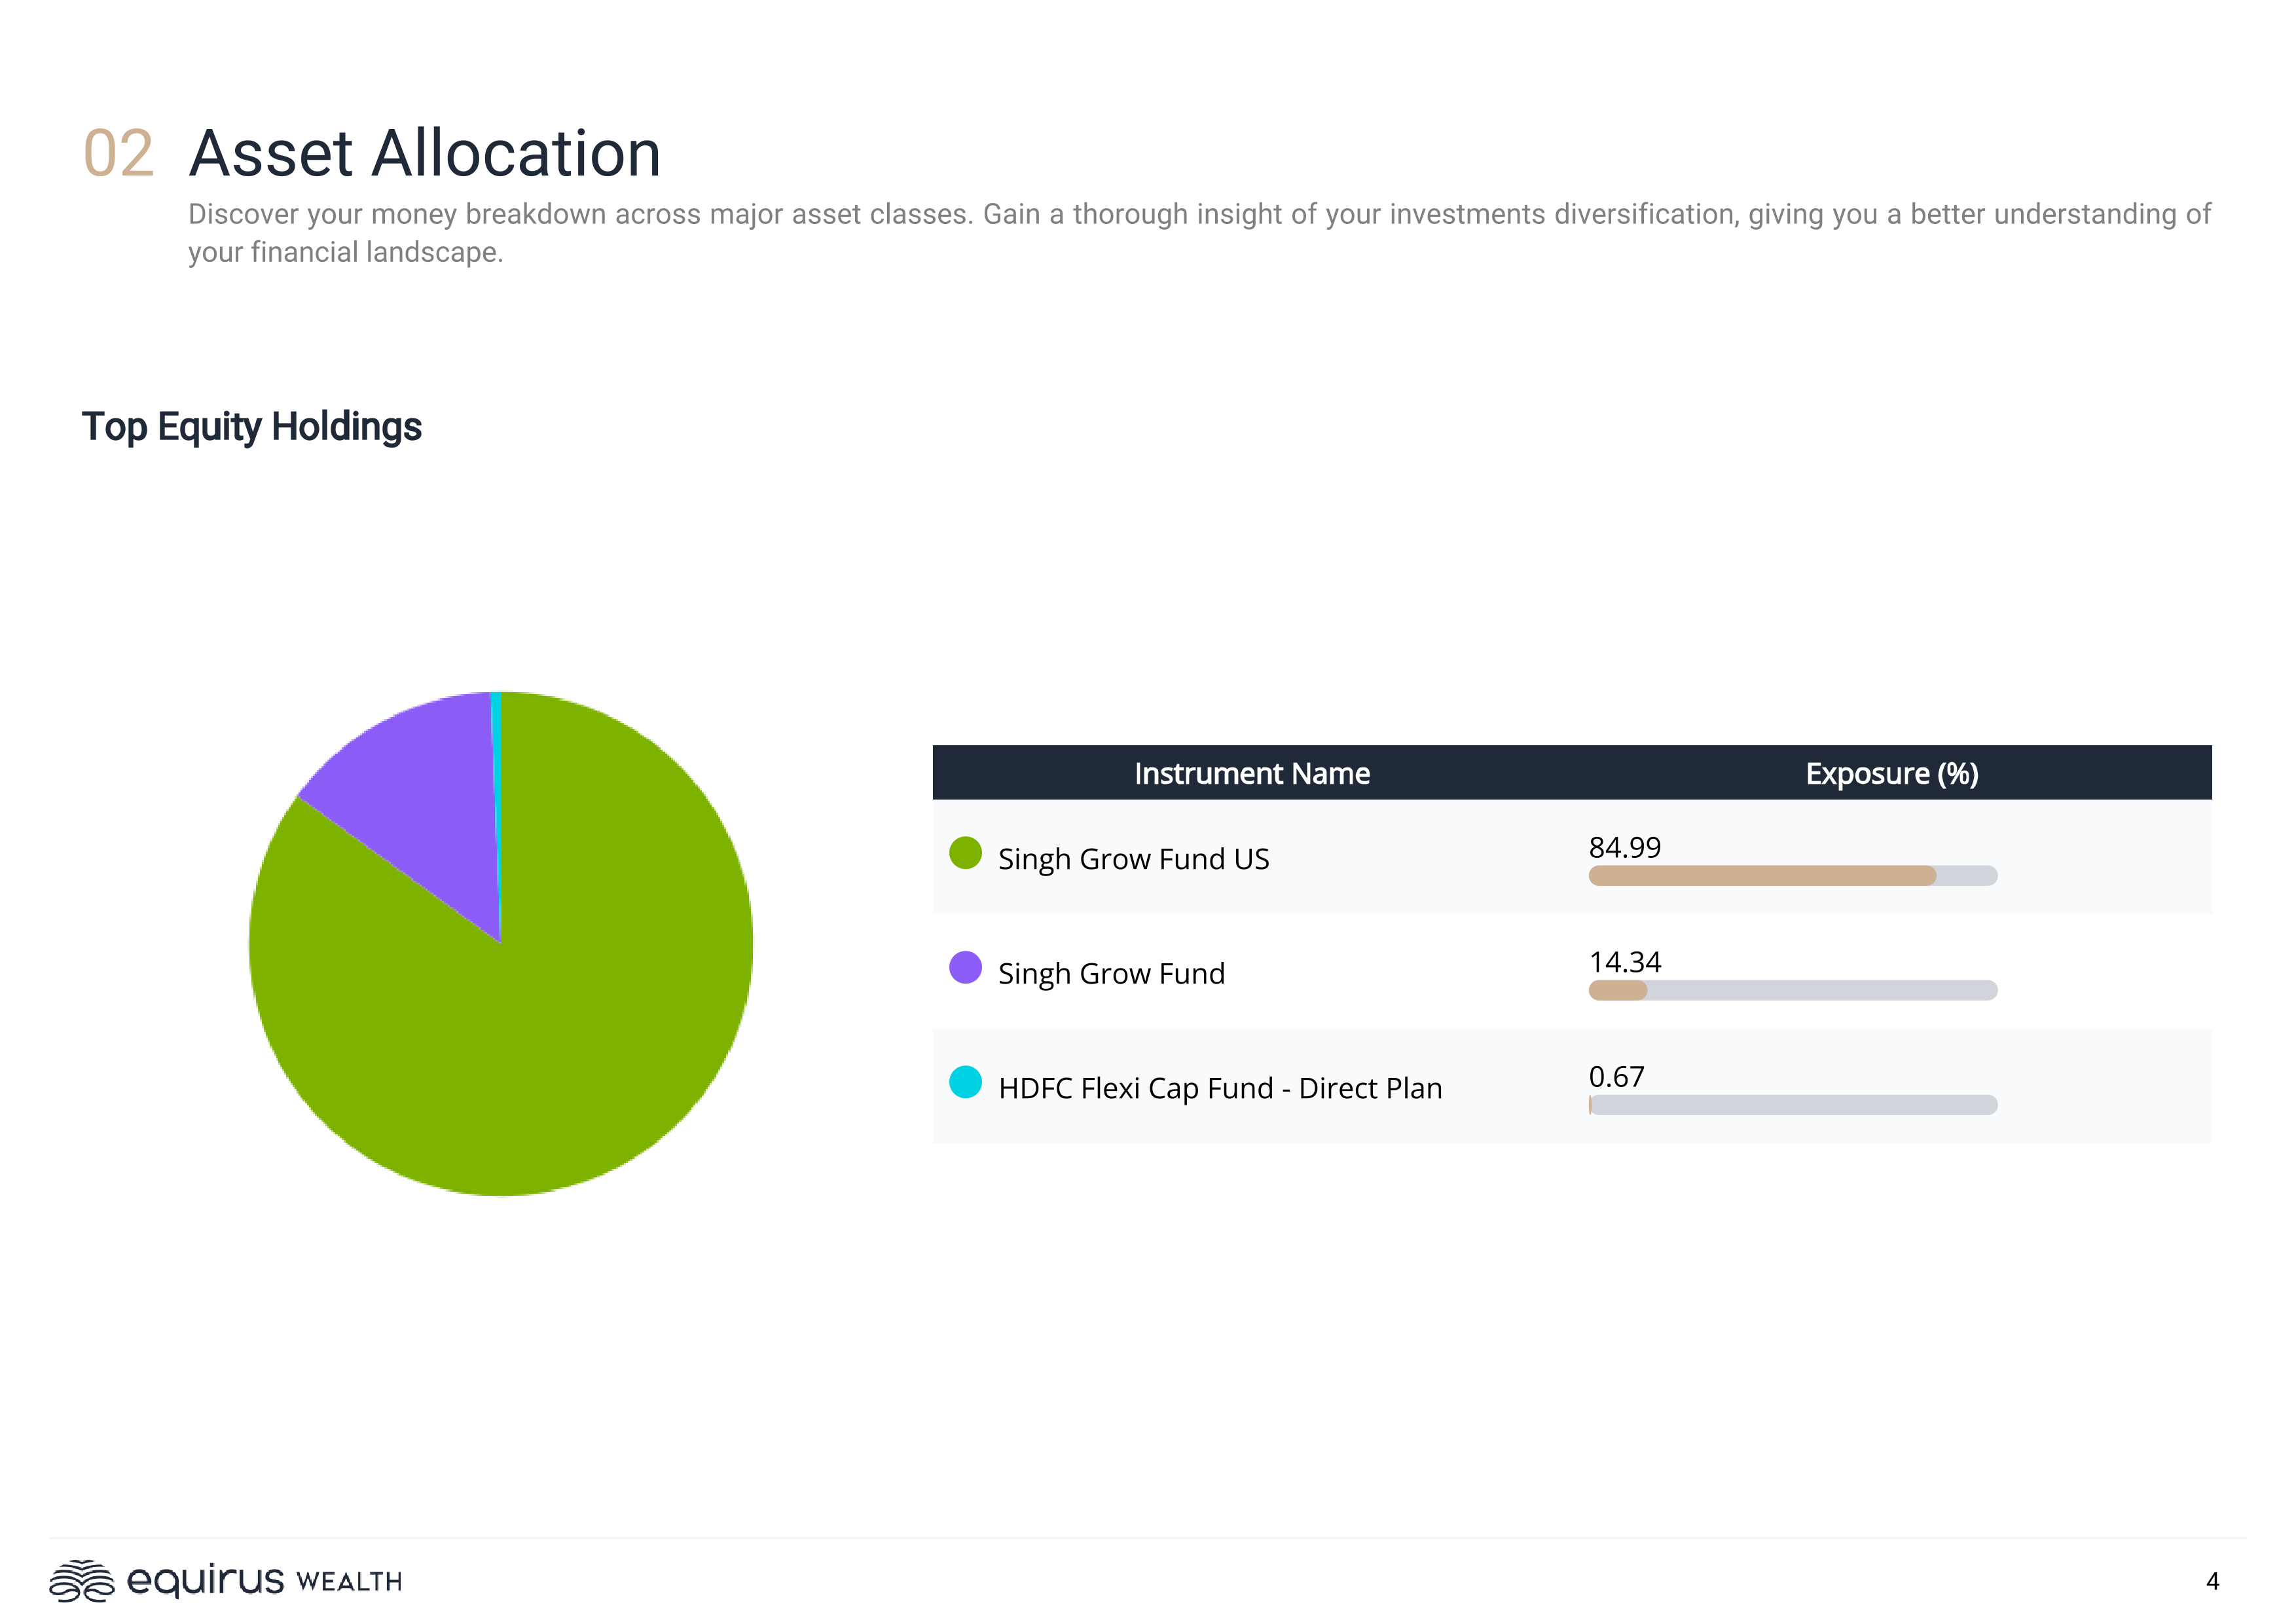 02 Asset Allocation
Discover your money breakdown across major asset classes. Gain a thorough insight of your investments diversification, giving you a better understanding of
your financial landscape.
Top Equity Holdings
Instrument Name Exposure (%)
Singh Grow Fund US 84.99
Singh Grow Fund 14.34
HDFC Flexi Cap Fund - Direct Plan 0.67
equirus WEALTH
4